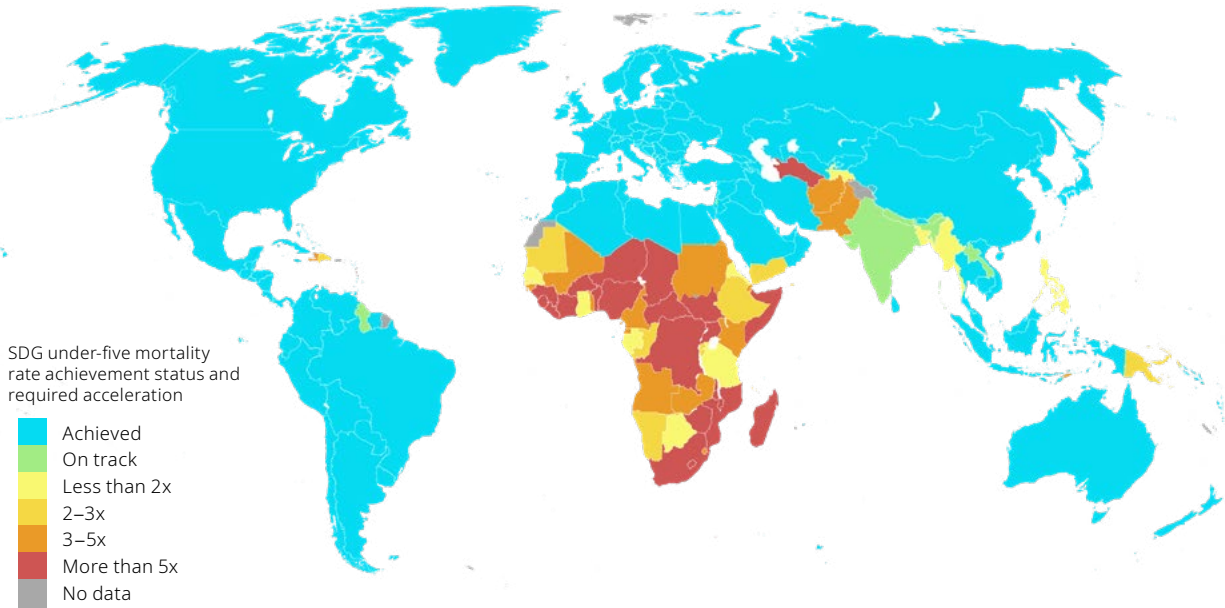 SDG under-five mortality
rate achievement status and
required acceleration
Achieved
On track
Less than 2x
2–3x
3–5x
More than 5x
No data